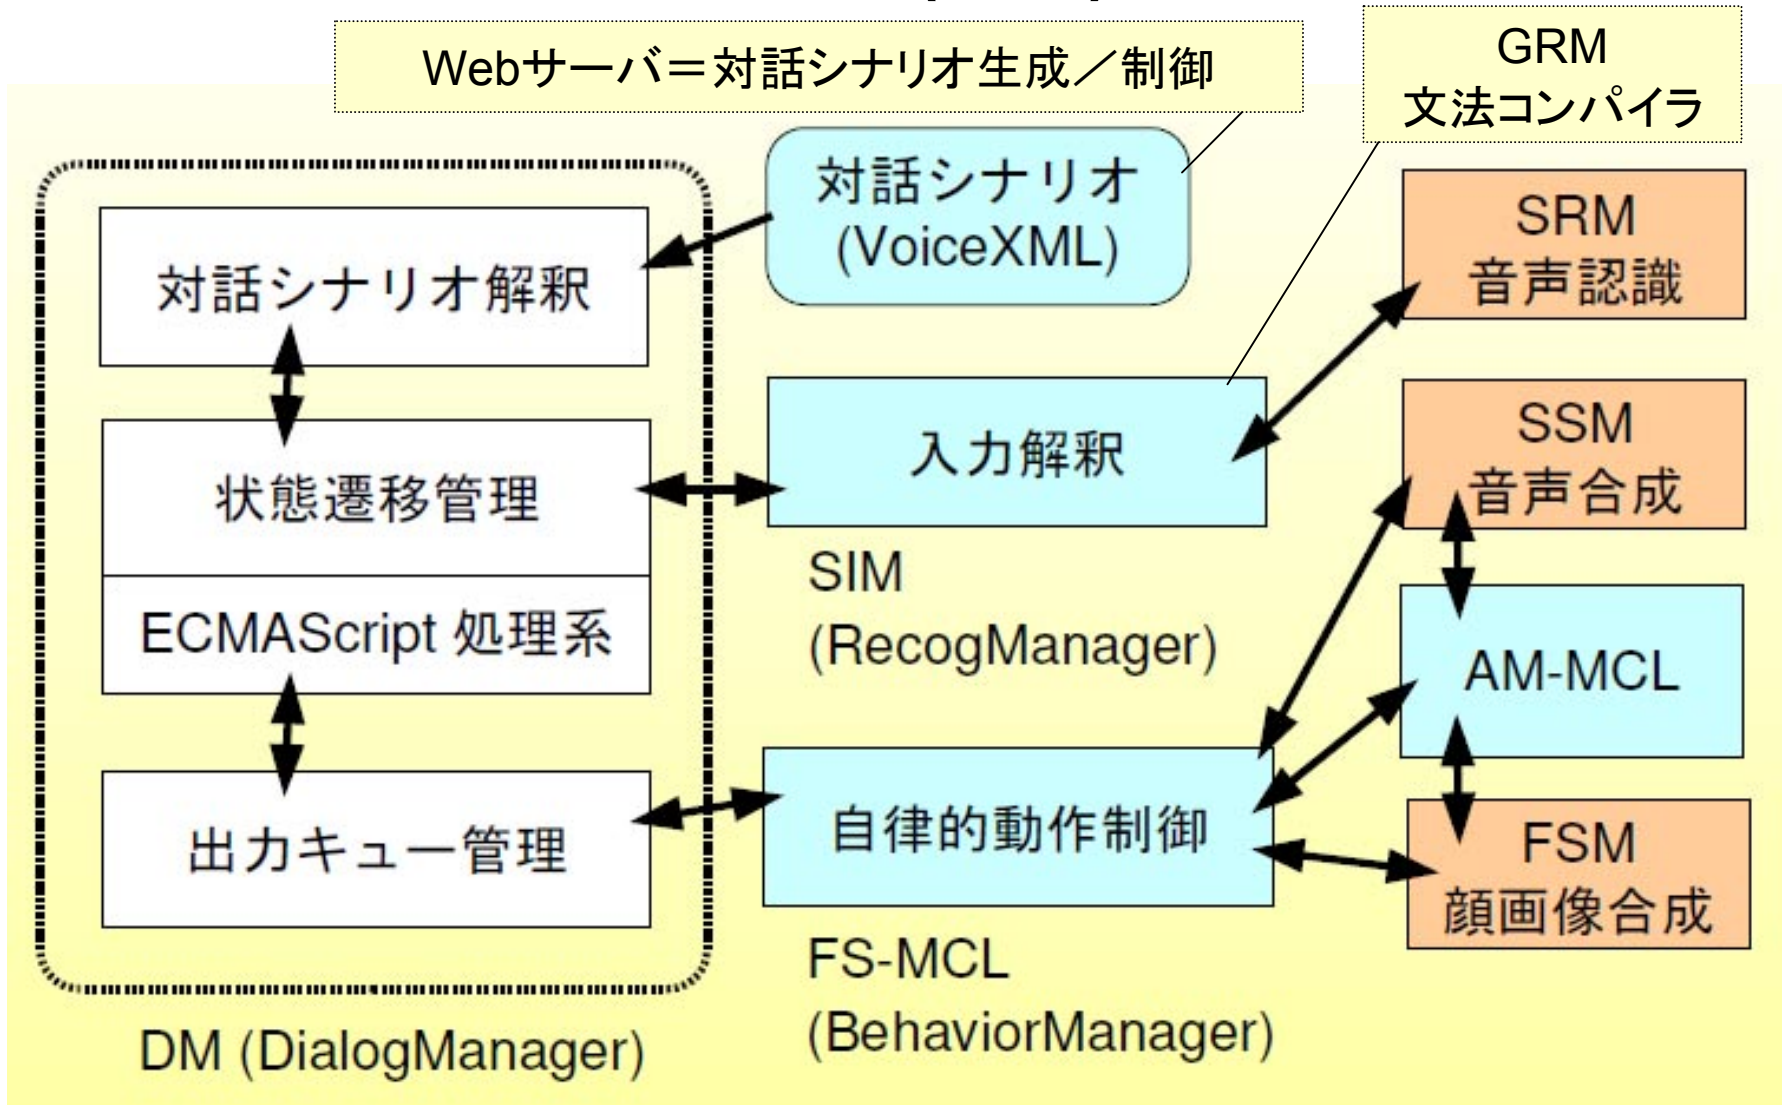 Webサーバ＝対話シナリオ生成／制御
GRM
文法コンパイラ
対話シナリオ
(VoiceXML)
対話シナリオ解釈
状態遷移管理
ECMAScript 処理系
出力キュー管理
DM (DialogManager)
入力解釈
SIM
(RecogManager)
自律的動作制御
FS-MCL
(BehaviorManager)
SRM
音声認識
SSM
音声合成
AM-MCL
FSM
顔画像合成